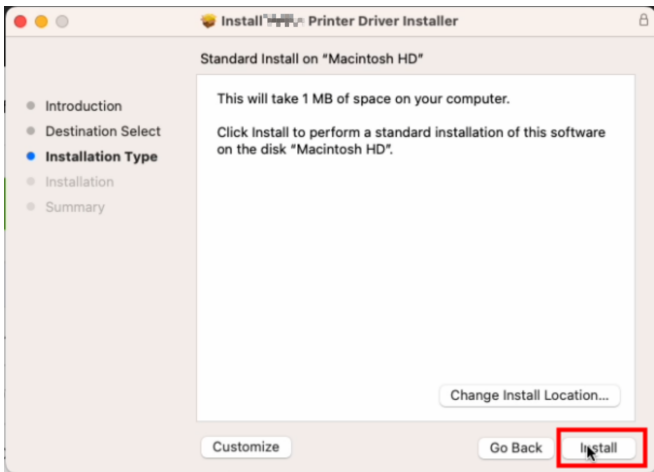 Install Printer Driver Installer
Standard Install on “Macintosh HD”
Introduction
Destination Select
Installation Type
Installation
Summary
This will take 1 MB of space on your computer.
Click Install to perform a standard installation of this software
on the disk “Macintosh HD”.
Change Install Location...
Customize
Go Back
Install